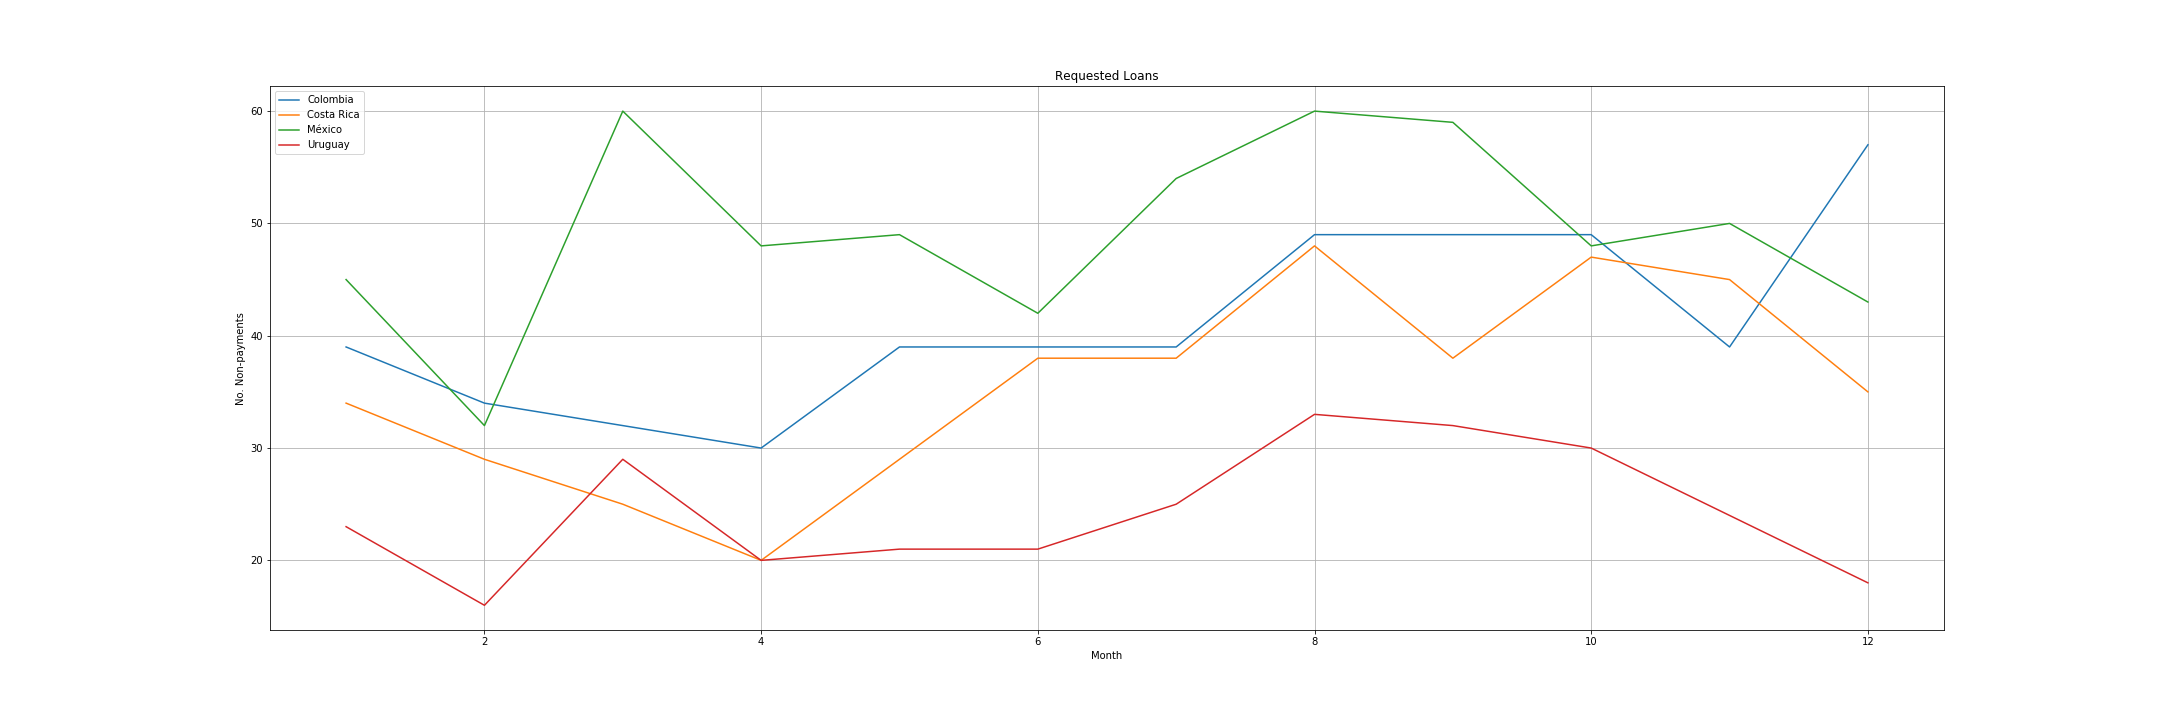 Requested Loans
Colombia
Costa Rica
México
Uruguay
60
50
40
30
20
No. Non-payments
2 4 6 8 10 12
Month